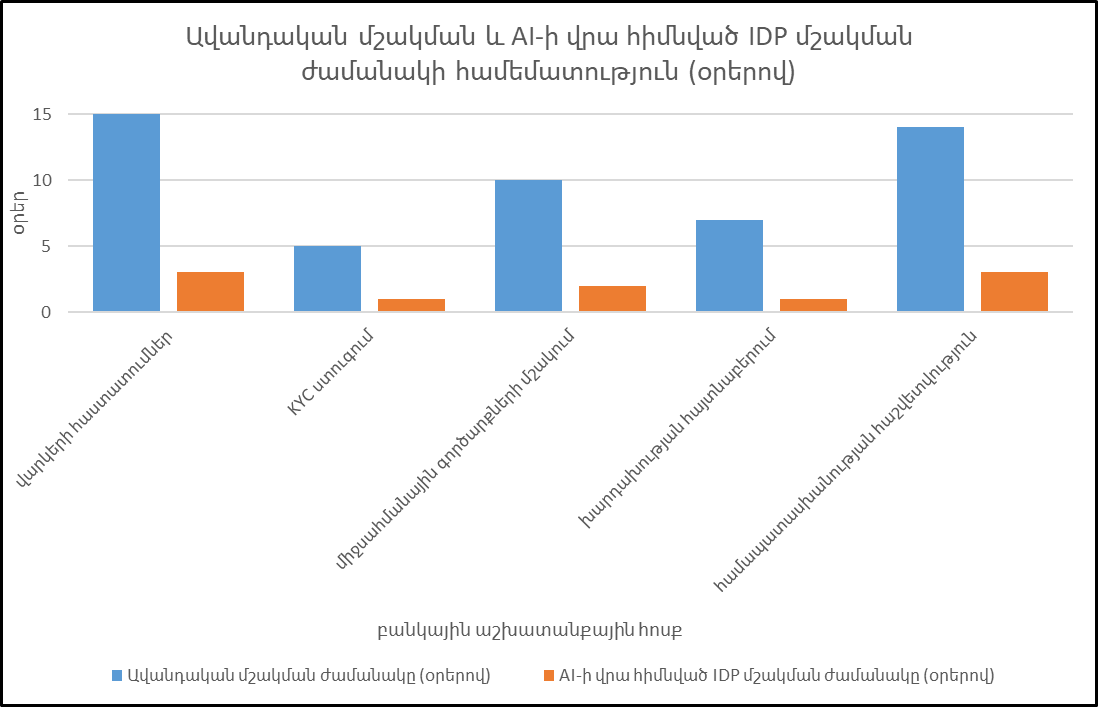 Ավանդական մշակման և AI-ի վրա հիմնված IDP մշակման
ժամանակի համեմատություն (օրերով)
15
10
5
0
օրեր
վարկերի հաստատումներ
KYC ստուգում
միջսահմանային գործարքների մշակում
խարդախության հայտնաբերում
համապատասխանության հաշվետվություն
բանկային աշխատանքային հոսք
Ավանդական մշակման ժամանակը (օրերով)
AI-ի վրա հիմնված IDP մշակման ժամանակը (օրերով)